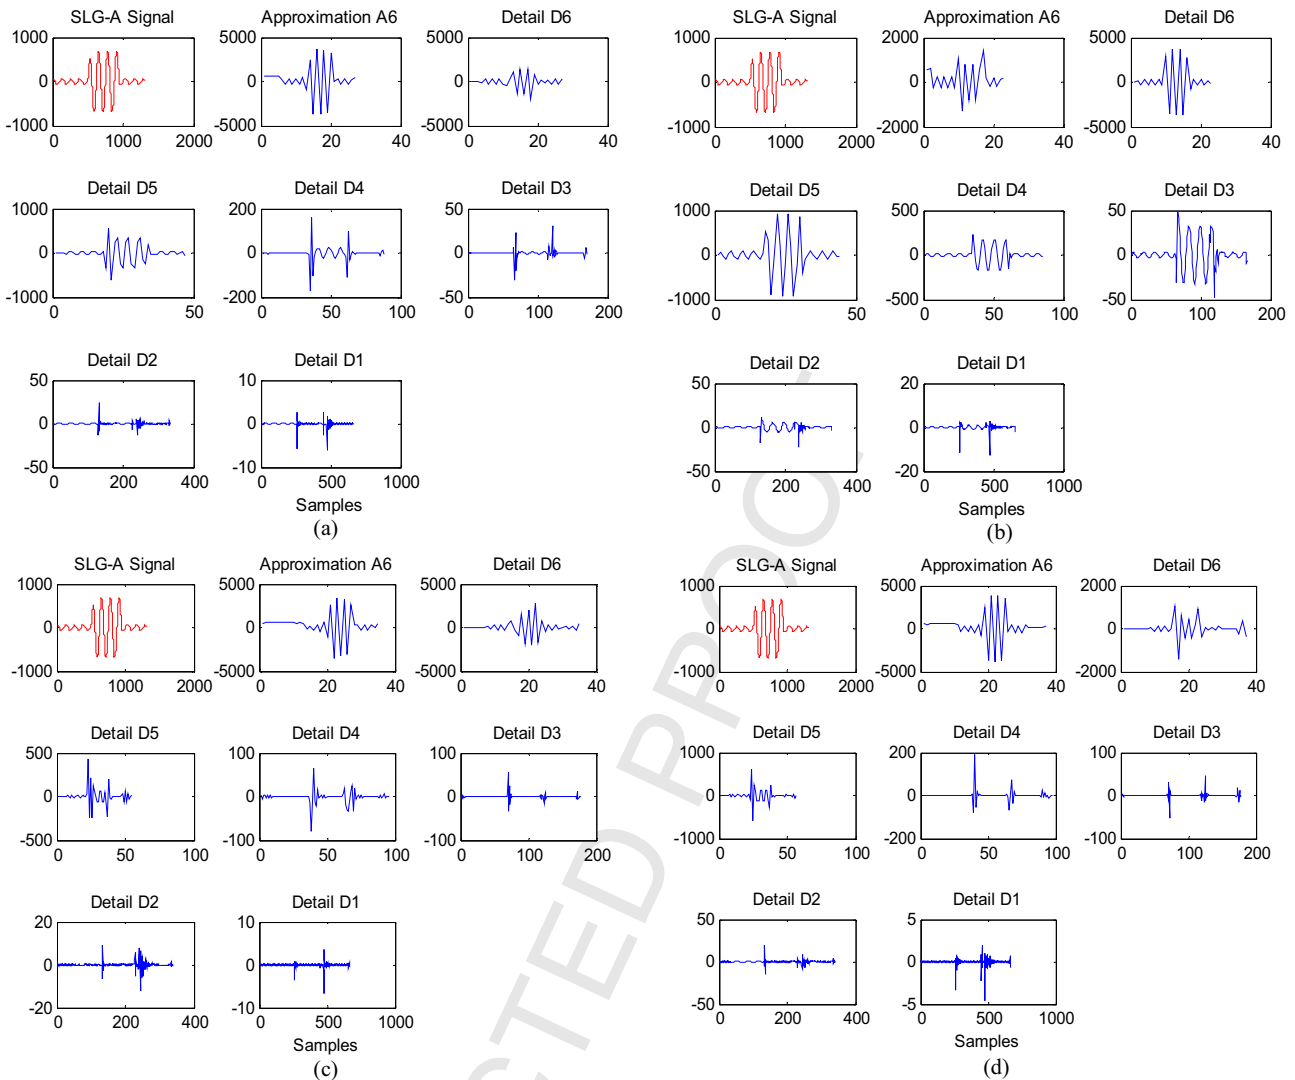 SLG-A Signal
Approximation A6
Detail D6
1000
0
-1000
0 1000 2000
5000
0
-5000
0 20 40
5000
0
-5000
0 20 40
Detail D5
Detail D4
Detail D3
1000
0
-1000
0 50
200
0
-200
0 50 100
50
0
-50
0 100 200
Detail D2
Detail D1
50
0
-50
0 200 400
10
0
-10
0 500 1000
Samples
(a)
SLG-A Signal
Approximation A6
Detail D6
1000
0
-1000
0 1000 2000
2000
0
-2000
0 20 40
5000
0
-5000
0 20 40
Detail D5
Detail D4
Detail D3
1000
0
-1000
0 50
500
0
-500
0 50 100
50
0
50
0 100 200
Detail D2
Detail D1
50
0
-50
0 200 400
20
0
-20
0 500 1000
Samples
(b)
SLG-A Signal
Approximation A6
Detail D6
1000
0
-1000
0 1000 2000
5000
0
5000
0 20 40
5000
0
-5000
0 20 40
Detail D5
Detail D4
Detail D3
500
0
-500
0 50 100
100
0
-100
0 50 100
100
0
-100
0 100 200
Detail D2
Detail D1
20
0
-20
0 200 400
10
0
-10
0 500 1000
Samples
(c)
SLG-A Signal
Approximation A6
Detail D6
1000
0
-1000
0 1000 2000
5000
0
-5000
0 20 40
2000
0
-2000
0 20 40
Detail D5
Detail D4
Detail D3
1000
0
-1000
0 50 100
200
0
-200
0 50 100
100
0
-100
0 100 200
Detail D2
Detail D1
50
0
-50
0 200 400
5
0
-5
0 500 1000
Samples
(d)
CTED PROO